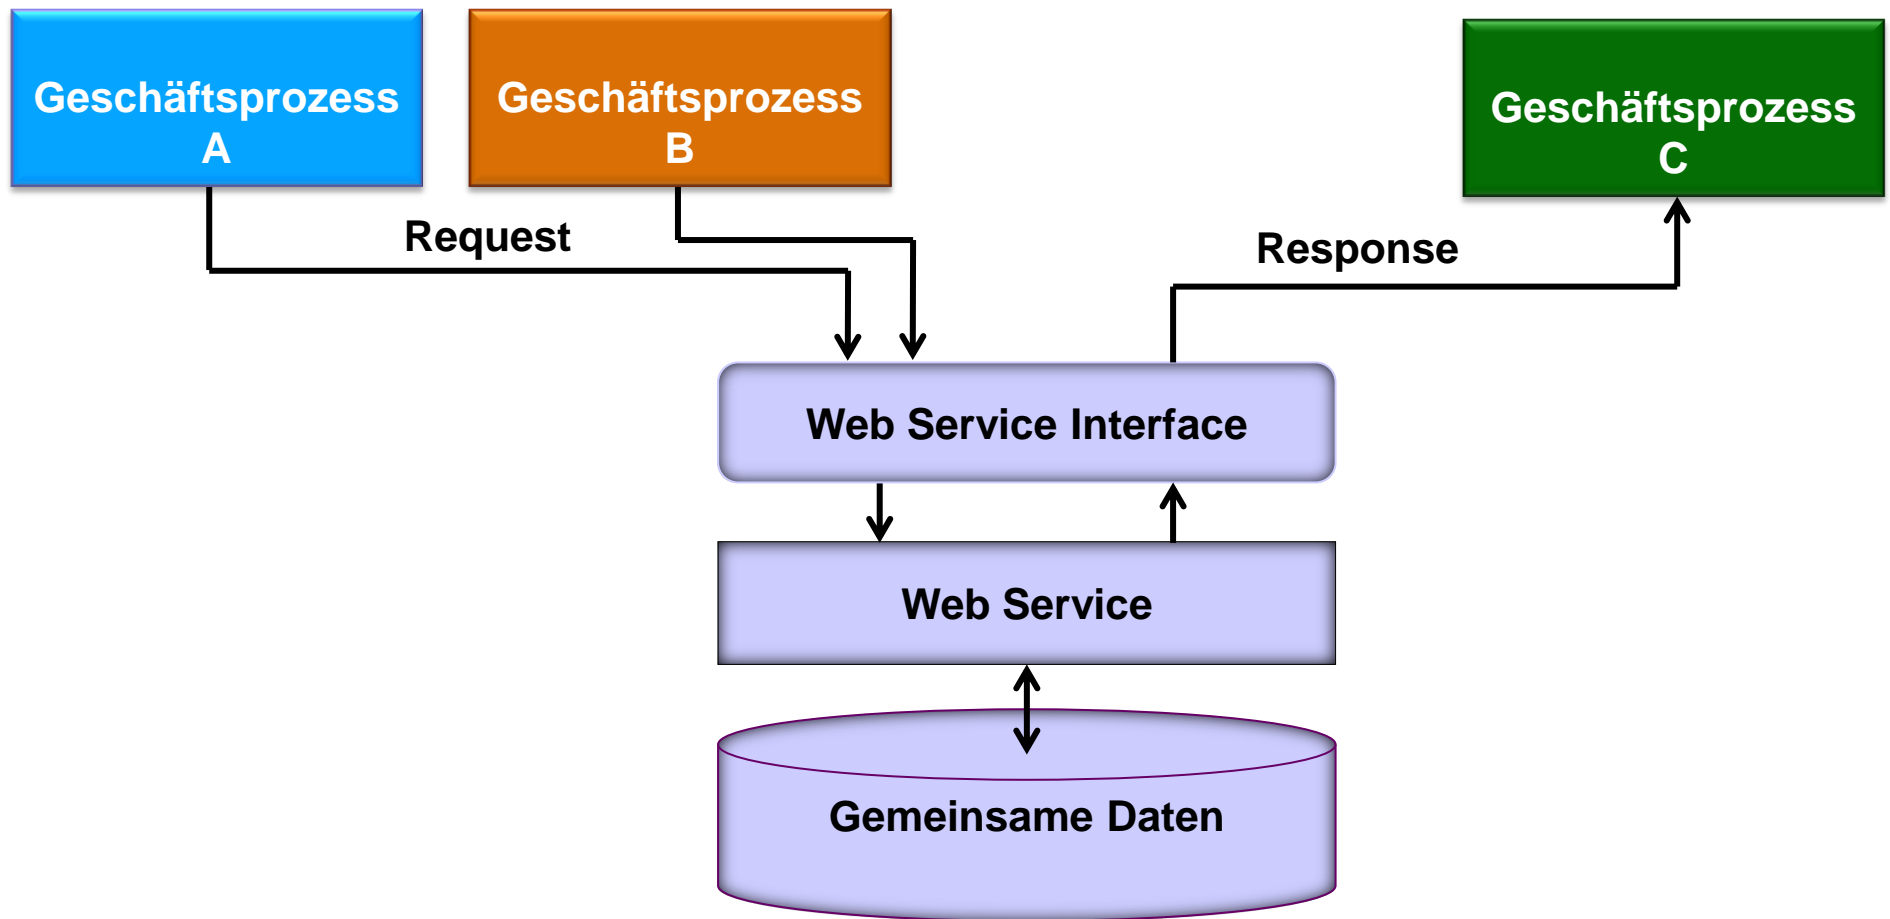 Geschäftsprozess
A
Geschäftsprozess
B
Geschäftsprozess
C
Request
Response
Web Service Interface
Web Service
Gemeinsame Daten